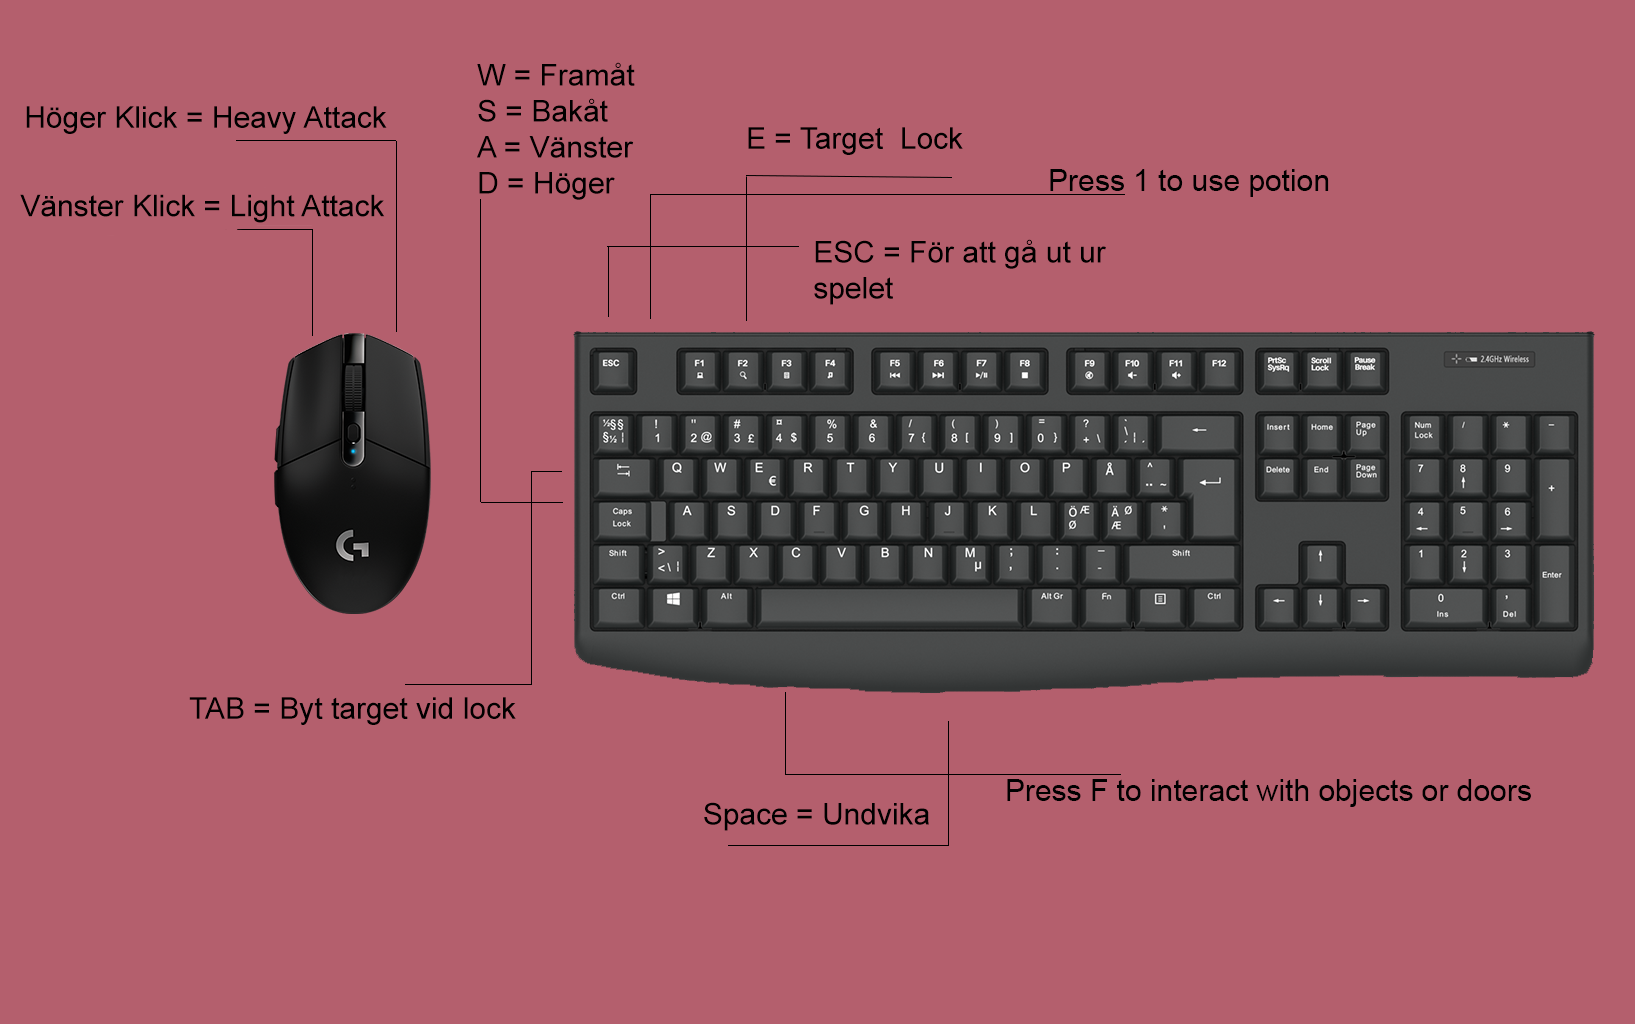 W = Framåt
S = Bakåt
A = Vänster
D = Höger
Höger Klick = Heavy Attack
E = Target  Lock
Press 1 to use potion
Vänster Klick = Light Attack
ESC = För att gå ut ur
spelet
ESC F1 F2 F3 F4 F5 F6 F7 F8 F9 F10 F11 F12 PrtSc SysRq Scroll Lock Pause Break 2.4GHz Wireless
½§§ §½ ¦ ! 1 " 2 @ # 3 £ ¤ 4 $ % 5 & 6 / 7 { ( 8 [ ) 9 ] = 0 } ? + \ ← Insert Home Page Up Num Lock / * −
Q W E € R T Y U I O P Å ^ ¨ ~ Delete End Page Down 7 8 ↑ 9 +
Caps Lock A S D F G H J K L Ö Æ Ø Ä Ø Æ * ' 4 ← 5 6 →
Shift > < \ ¦ Z X C V B N M µ ; , : . − - Shift ↑ 1 2 ↓ 3 Enter
Ctrl Alt Alt Gr Fn Ctrl ← ↓ → 0 Ins , Del
G
TAB = Byt target vid lock
Press F to interact with objects or doors
Space = Undvika